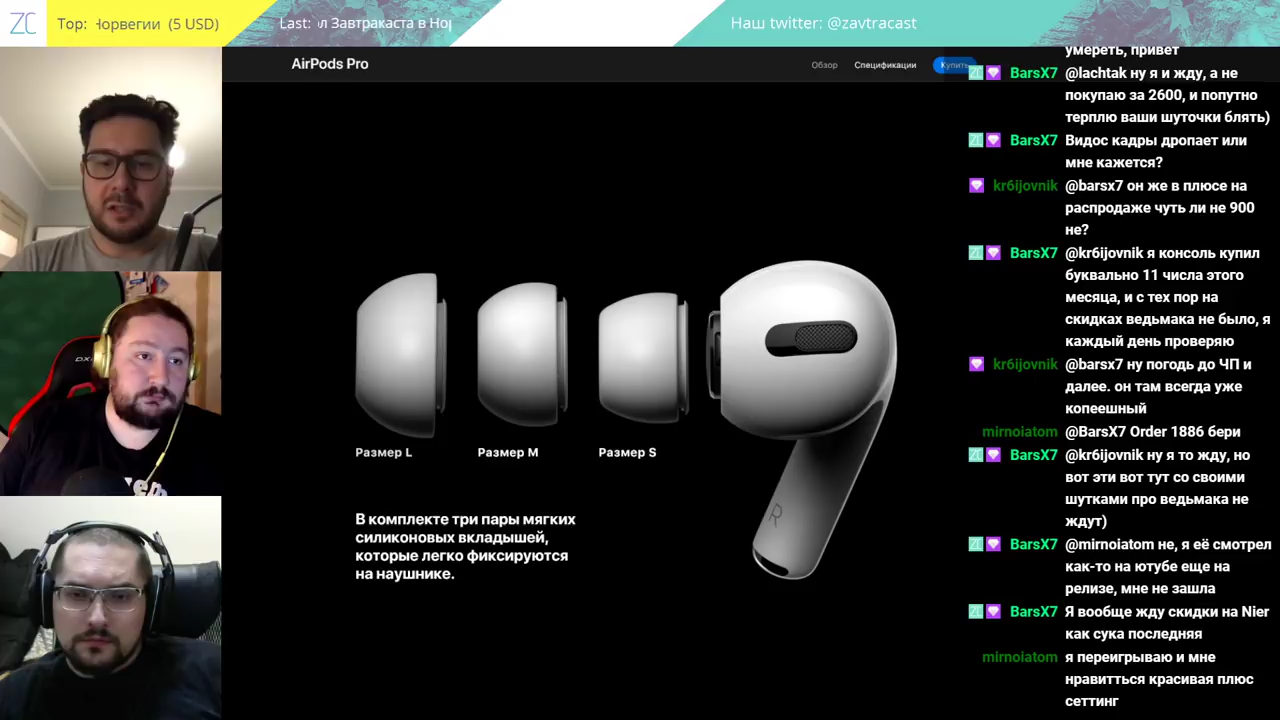 ZC
Top: Норвегии (5 USD)
Last: л Завтракаста в Нор
Наш twitter: @zavtracast
AirPods Pro
Обзор
Спецификации
Купить
Размер L
Размер M
Размер S
R
В комплекте три пары мягких
силиконовых вкладышей,
которые легко фиксируются
на наушнике.
умереть, привет
BarsX7 @lachtak ну я и жду, а не
покупаю за 2600, и попутно
терплю ваши шуточки блять)
BarsX7 Видос кадры дропает или
мне кажется?
kr6ijovnik @barsx7 он же в плюсе на
распродаже чуть ли не 900
не?
BarsX7 @kr6ijovnik я консоль купил
буквально 11 числа этого
месяца, и с тех пор на
скидках ведьмака не было, я
каждый день проверяю
kr6ijovnik @barsx7 ну погодь до ЧП и
далее. он там всегда уже
копеешный
mirnoiatom @BarsX7 Order 1886 бери
BarsX7 @kr6ijovnik ну я то жду, но
вот эти вот тут со своими
шутками про ведьмака не
ждут)
BarsX7 @mirnoiatom не, я её смотрел
как-то на ютубе еще на
релизе, мне не зашла
BarsX7 Я вообще жду скидки на Nier
как сука последняя
mirnoiatom я переигрываю и мне
нравитться красивая плюс
сеттинг